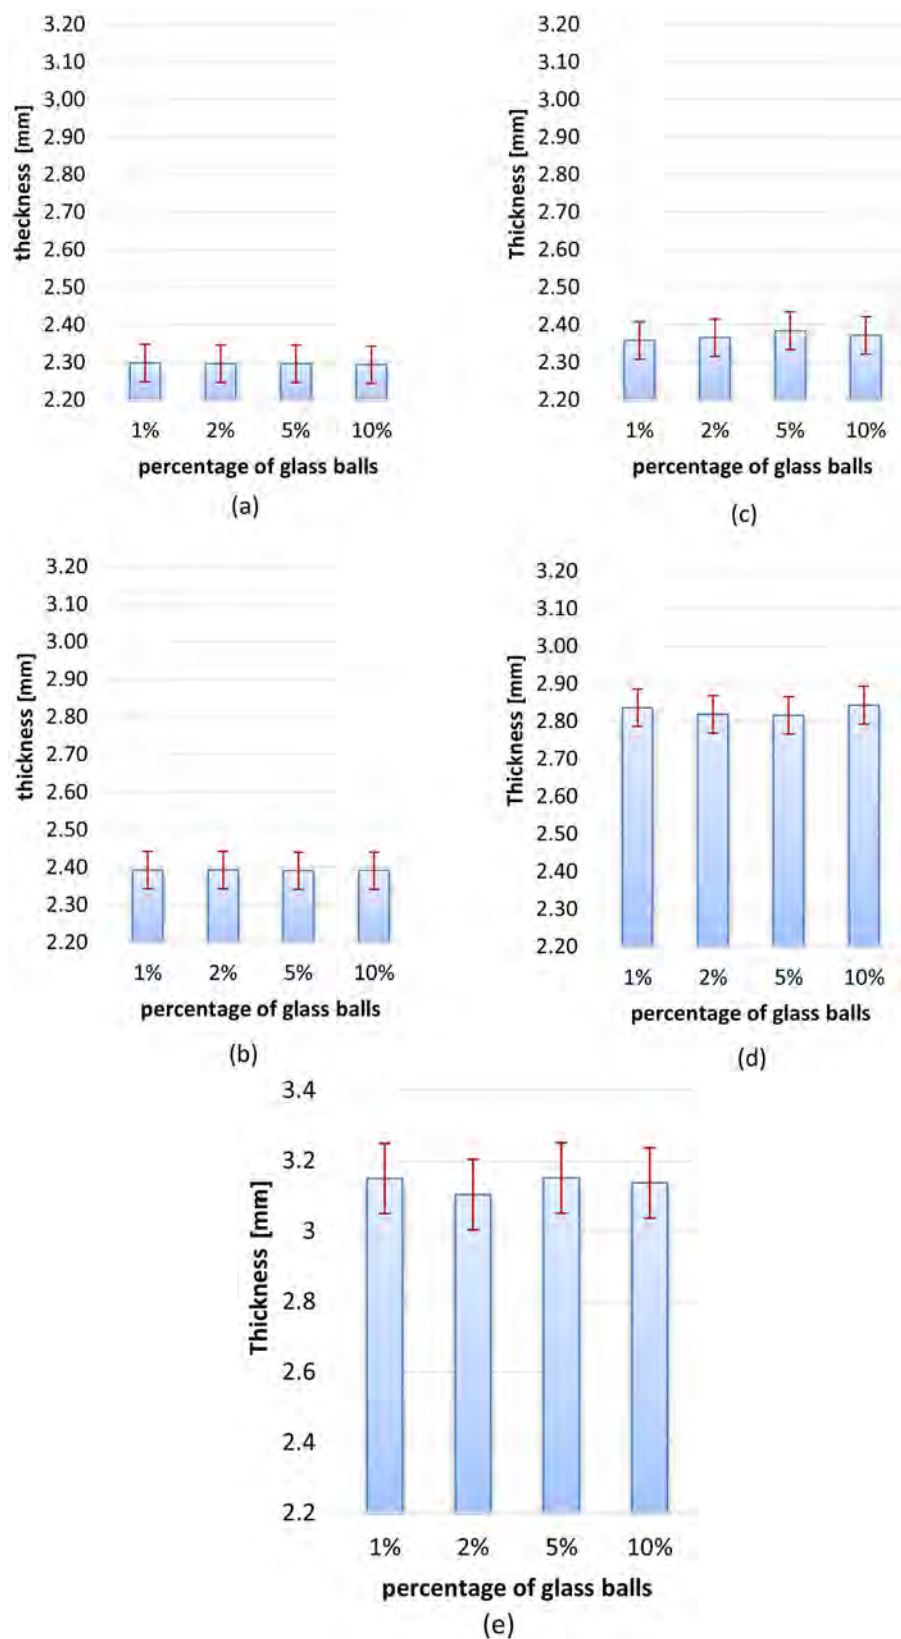 3.20
3.10
3.00
2.90
2.80
2.70
2.60
2.50
2.40
2.30
2.20
theckness [mm]
1% 2% 5% 10%
percentage of glass balls
(a)
3.20
3.10
3.00
2.90
2.80
2.70
2.60
2.50
2.40
2.30
2.20
Thickness [mm]
1% 2% 5% 10%
percentage of glass balls
(c)
3.20
3.10
3.00
2.90
2.80
2.70
2.60
2.50
2.40
2.30
2.20
thickness [mm]
1% 2% 5% 10%
percentage of glass balls
(b)
3.20
3.10
3.00
2.90
2.80
2.70
2.60
2.50
2.40
2.30
2.20
Thickness [mm]
1% 2% 5% 10%
percentage of glass balls
(d)
3.4
3.2
3
2.8
2.6
2.4
2.2
Thickness [mm]
1% 2% 5% 10%
percentage of glass balls
(e)